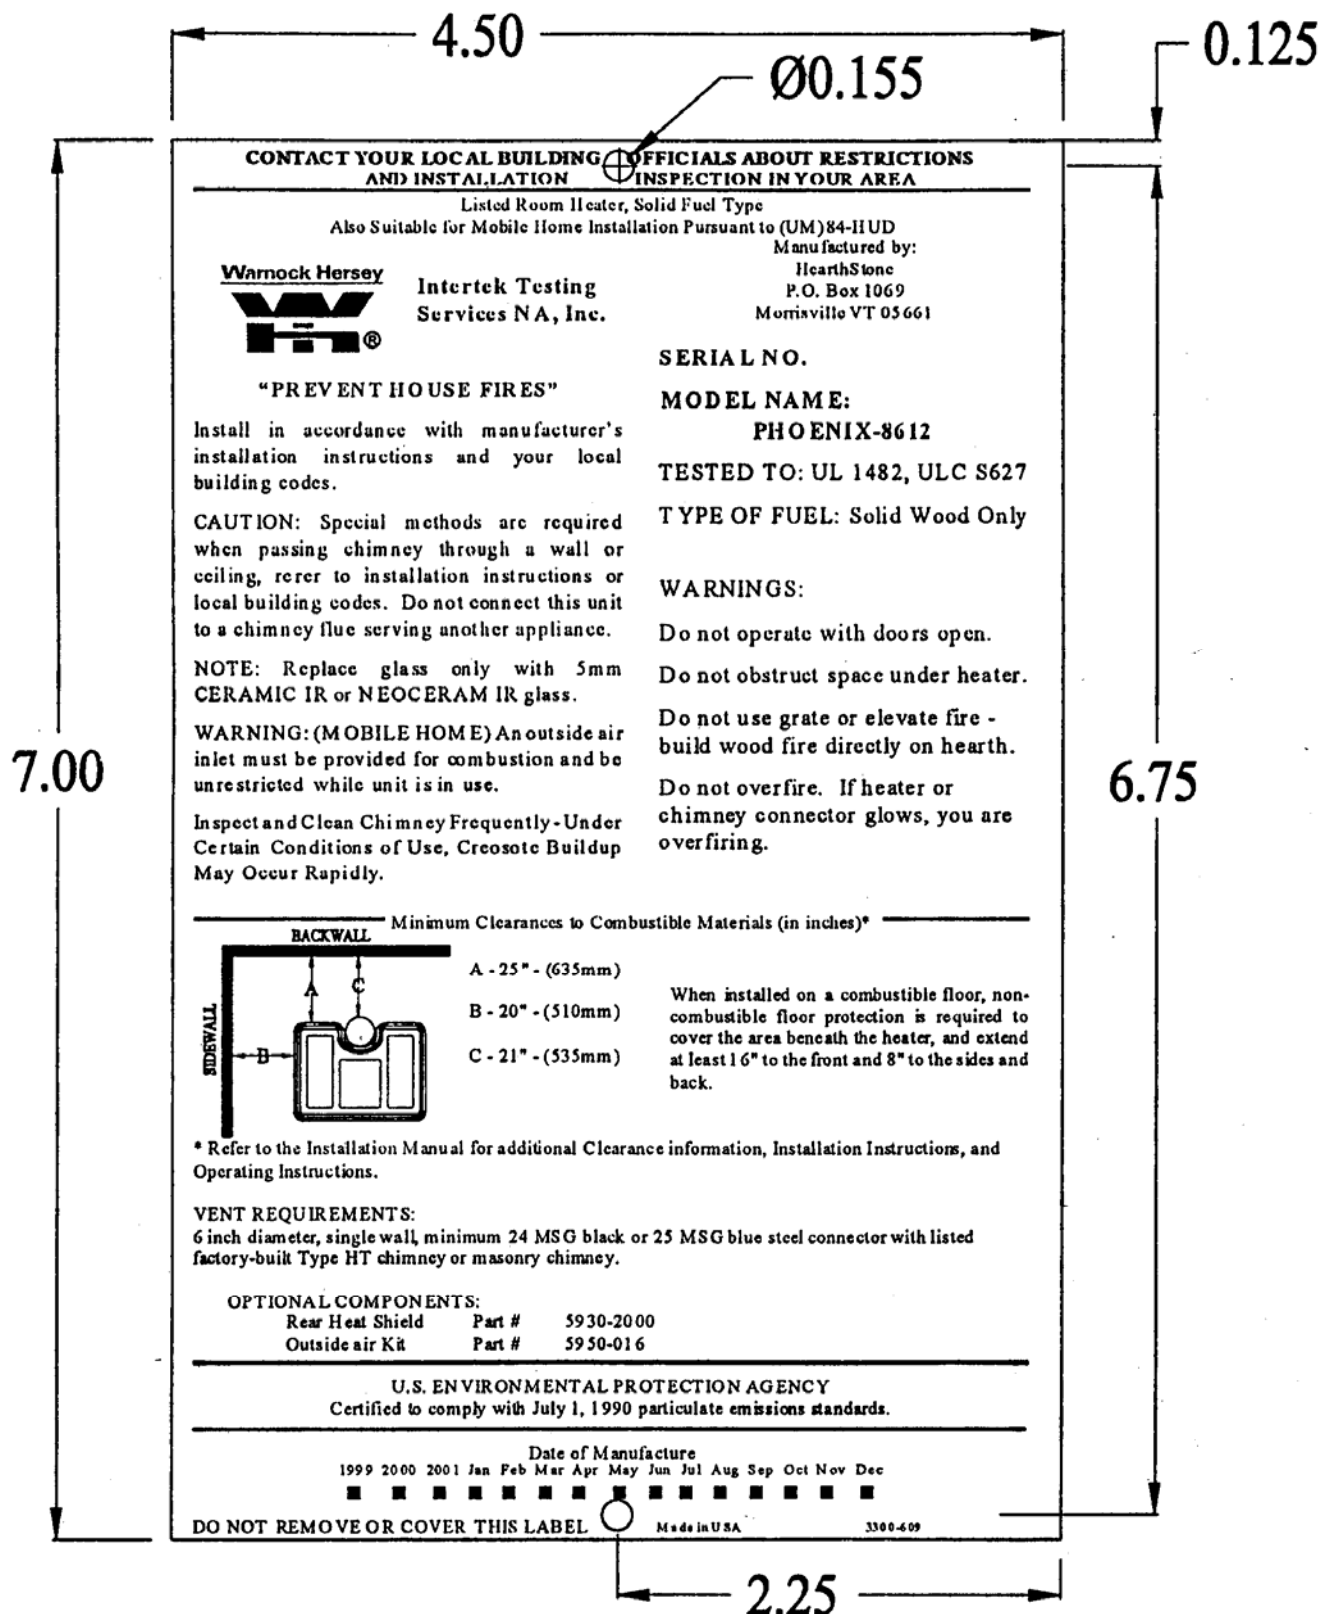 4.50
0.125
Ø0.155
CONTACT YOUR LOCAL BUILDING OFFICIALS ABOUT RESTRICTIONS
AND INSTALLATION INSPECTION IN YOUR AREA
Listed Room Heater, Solid Fuel Type
Also Suitable for Mobile Home Installation Pursuant to (UM)84-HUD
Manufactured by:
HearthStone
P.O. Box 1069
Morrisville VT 05661
Warnock Hersey
®
Intertek Testing
Services NA, Inc.
"PREVENT HOUSE FIRES"
Install in accordance with manufacturer's
installation instructions and your local
building codes.
CAUTION: Special methods are required
when passing chimney through a wall or
ceiling, refer to installation instructions or
local building codes. Do not connect this unit
to a chimney flue serving another appliance.
NOTE: Replace glass only with 5mm
CERAMIC IR or NEOCERAM IR glass.
WARNING: (MOBILE HOME) An outside air
inlet must be provided for combustion and be
unrestricted while unit is in use.
Inspect and Clean Chimney Frequently - Under
Certain Conditions of Use, Creosote Buildup
May Occur Rapidly.
SERIAL NO.
MODEL NAME:
PHOENIX-8612
TESTED TO: UL 1482, ULC S627
TYPE OF FUEL: Solid Wood Only
WARNINGS:
Do not operate with doors open.
Do not obstruct space under heater.
Do not use grate or elevate fire -
build wood fire directly on hearth.
Do not overfire. If heater or
chimney connector glows, you are
overfiring.
7.00
6.75
Minimum Clearances to Combustible Materials (in inches)*
BACKWALL
SIDEWALL
A
C
B
A - 25" - (635mm)
B - 20" - (510mm)
C - 21" - (535mm)
When installed on a combustible floor, non-
combustible floor protection is required to
cover the area beneath the heater, and extend
at least 16" to the front and 8" to the sides and
back.
* Refer to the Installation Manual for additional Clearance information, Installation Instructions, and
Operating Instructions.
VENT REQUIREMENTS:
6 inch diameter, single wall, minimum 24 MSG black or 25 MSG blue steel connector with listed
factory-built Type HT chimney or masonry chimney.
OPTIONAL COMPONENTS:
Rear Heat Shield Part # 5930-2000
Outside air Kit Part # 5950-016
U.S. ENVIRONMENTAL PROTECTION AGENCY
Certified to comply with July 1, 1990 particulate emissions standards.
Date of Manufacture
1999 2000 2001 Jan Feb Mar Apr May Jun Jul Aug Sep Oct Nov Dec
DO NOT REMOVE OR COVER THIS LABEL Made in USA 3300-609
2.25